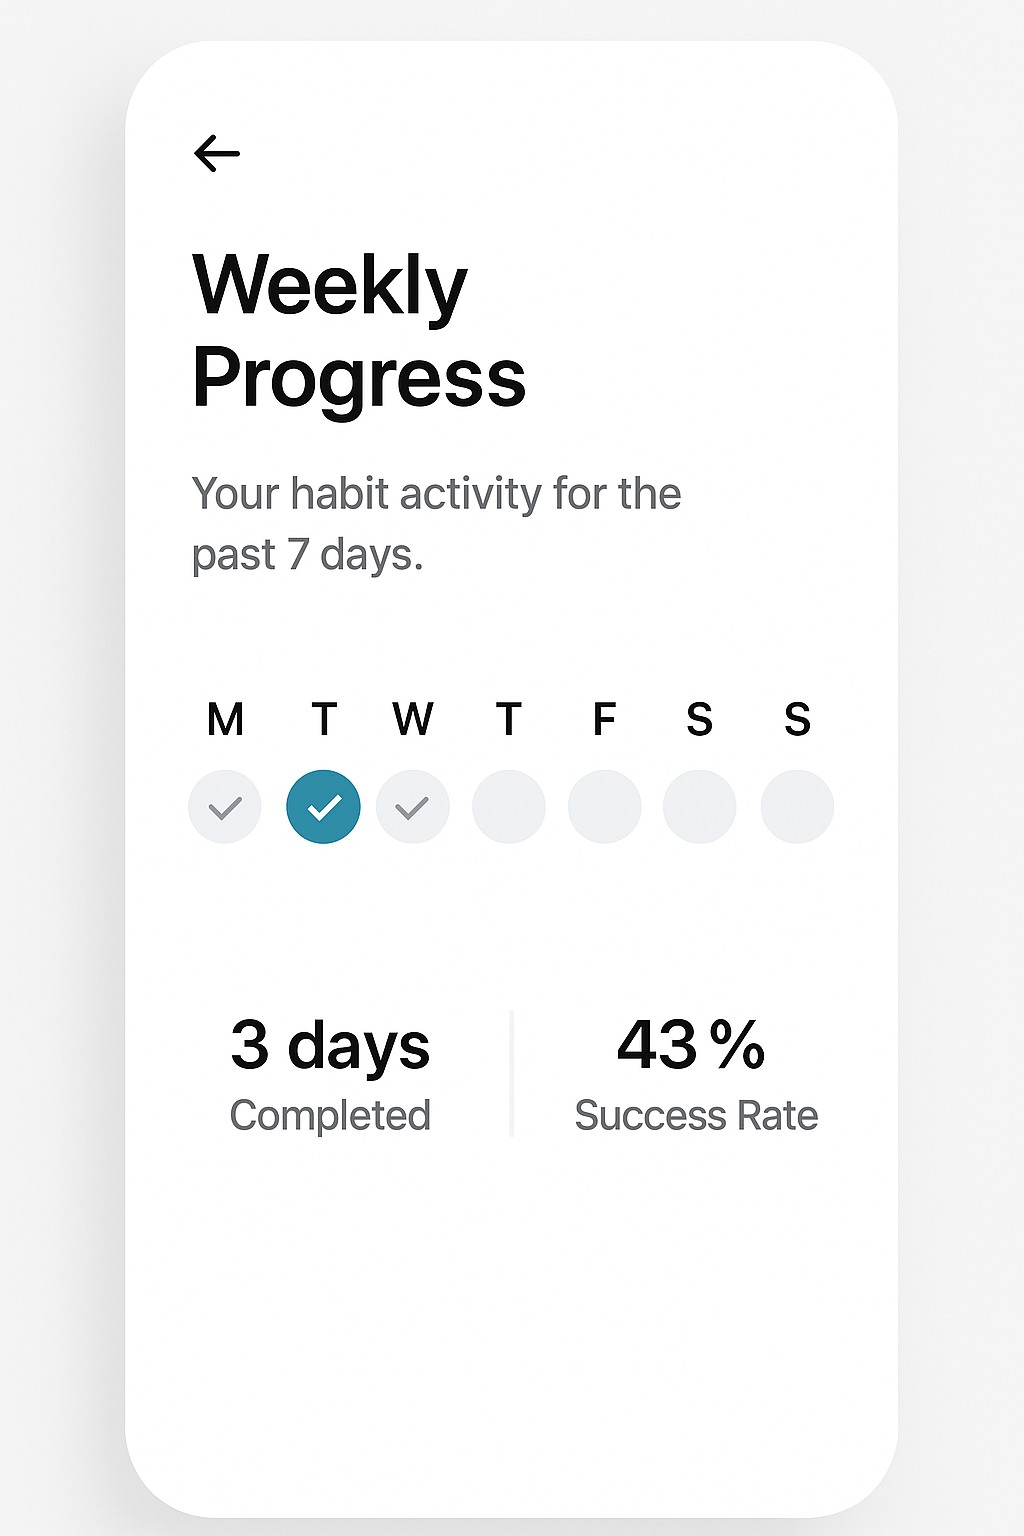 Weekly
Progress
Your habit activity for the
past 7 days.
M T W T F S S
3 days
Completed
43 %
Success Rate